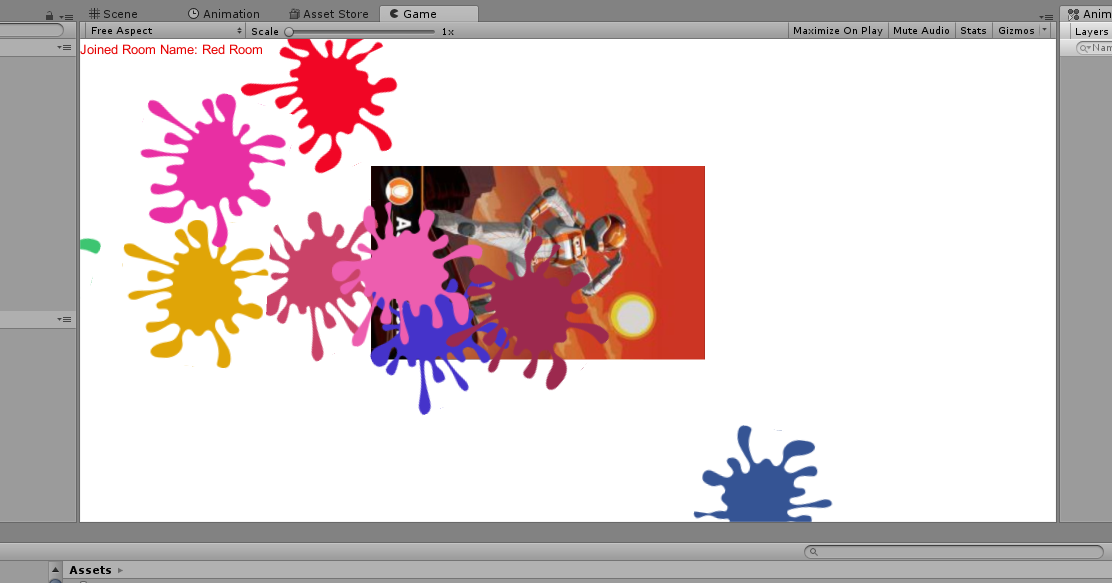 Scene Animation Asset Store Game Anim
Free Aspect Scale 1x Maximize On Play Mute Audio Stats Gizmos Layers
Joined Room Name: Red Room
Nam
A
Assets